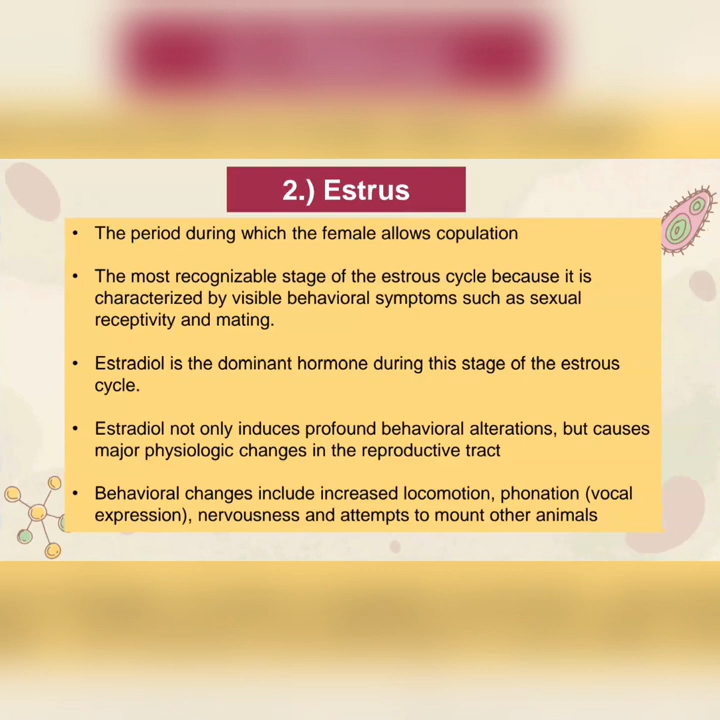 2.) Estrus
• The period during which the female allows copulation
• The most recognizable stage of the estrous cycle because it is
characterized by visible behavioral symptoms such as sexual
receptivity and mating.
• Estradiol is the dominant hormone during this stage of the estrous
cycle.
• Estradiol not only induces profound behavioral alterations, but causes
major physiologic changes in the reproductive tract
• Behavioral changes include increased locomotion, phonation (vocal
expression), nervousness and attempts to mount other animals